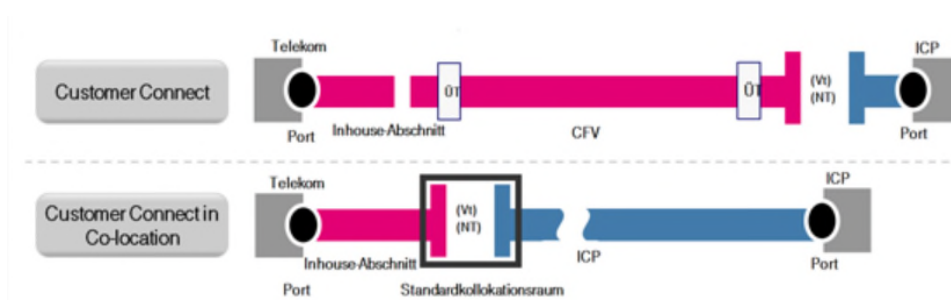 Telekom
ICP
Customer Connect
ÜT
ÜT
(Vt)
(NT)
Port
Inhouse-Abschnitt
CFV
Port
Telekom
ICP
Customer Connect in
Co-location
(Vt)
(NT)
Inhouse-Abschnitt
ICP
Port
Port
Standardkollokationsraum